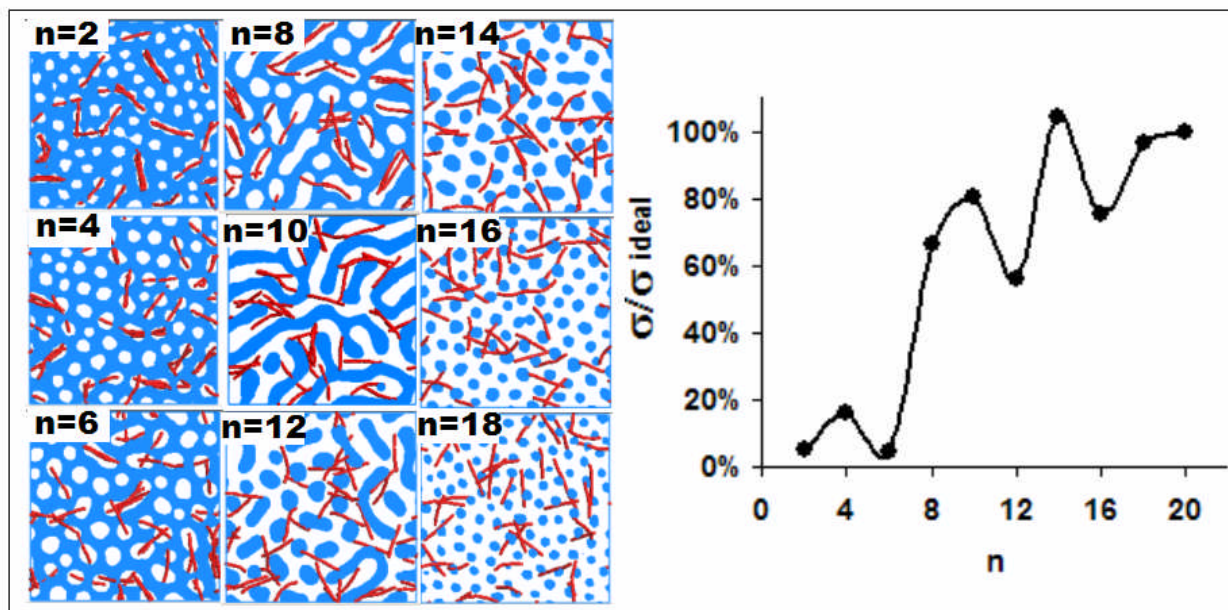 n=2
n=8
n=14
n=4
n=10
n=16
n=6
n=12
n=18
σ/σ ideal
100%
80%
60%
40%
20%
0%
0 4 8 12 16 20
n